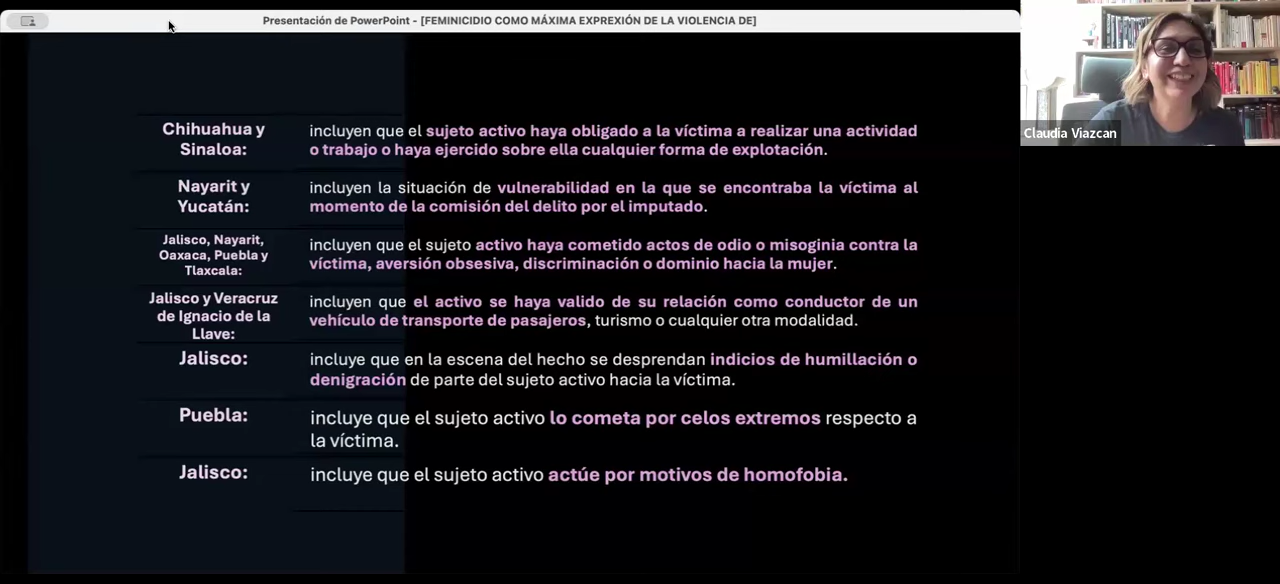 Presentación de PowerPoint - [FEMINICIDIO COMO MÁXIMA EXPREXIÓN DE LA VIOLENCIA DE]
Claudia Viazcan
Chihuahua y
Sinaloa:
incluyen que el sujeto activo haya obligado a la víctima a realizar una actividad
o trabajo o haya ejercido sobre ella cualquier forma de explotación.
Nayarit y
Yucatán:
incluyen la situación de vulnerabilidad en la que se encontraba la víctima al
momento de la comisión del delito por el imputado.
Jalisco, Nayarit,
Oaxaca, Puebla y
Tlaxcala:
incluyen que el sujeto activo haya cometido actos de odio o misoginia contra la
víctima, aversión obsesiva, discriminación o dominio hacia la mujer.
Jalisco y Veracruz
de Ignacio de la
Llave:
incluyen que el activo se haya valido de su relación como conductor de un
vehículo de transporte de pasajeros, turismo o cualquier otra modalidad.
Jalisco:
incluye que en la escena del hecho se desprendan indicios de humillación o
denigración de parte del sujeto activo hacia la víctima.
Puebla:
incluye que el sujeto activo lo cometa por celos extremos respecto a
la víctima.
Jalisco:
incluye que el sujeto activo actúe por motivos de homofobia.